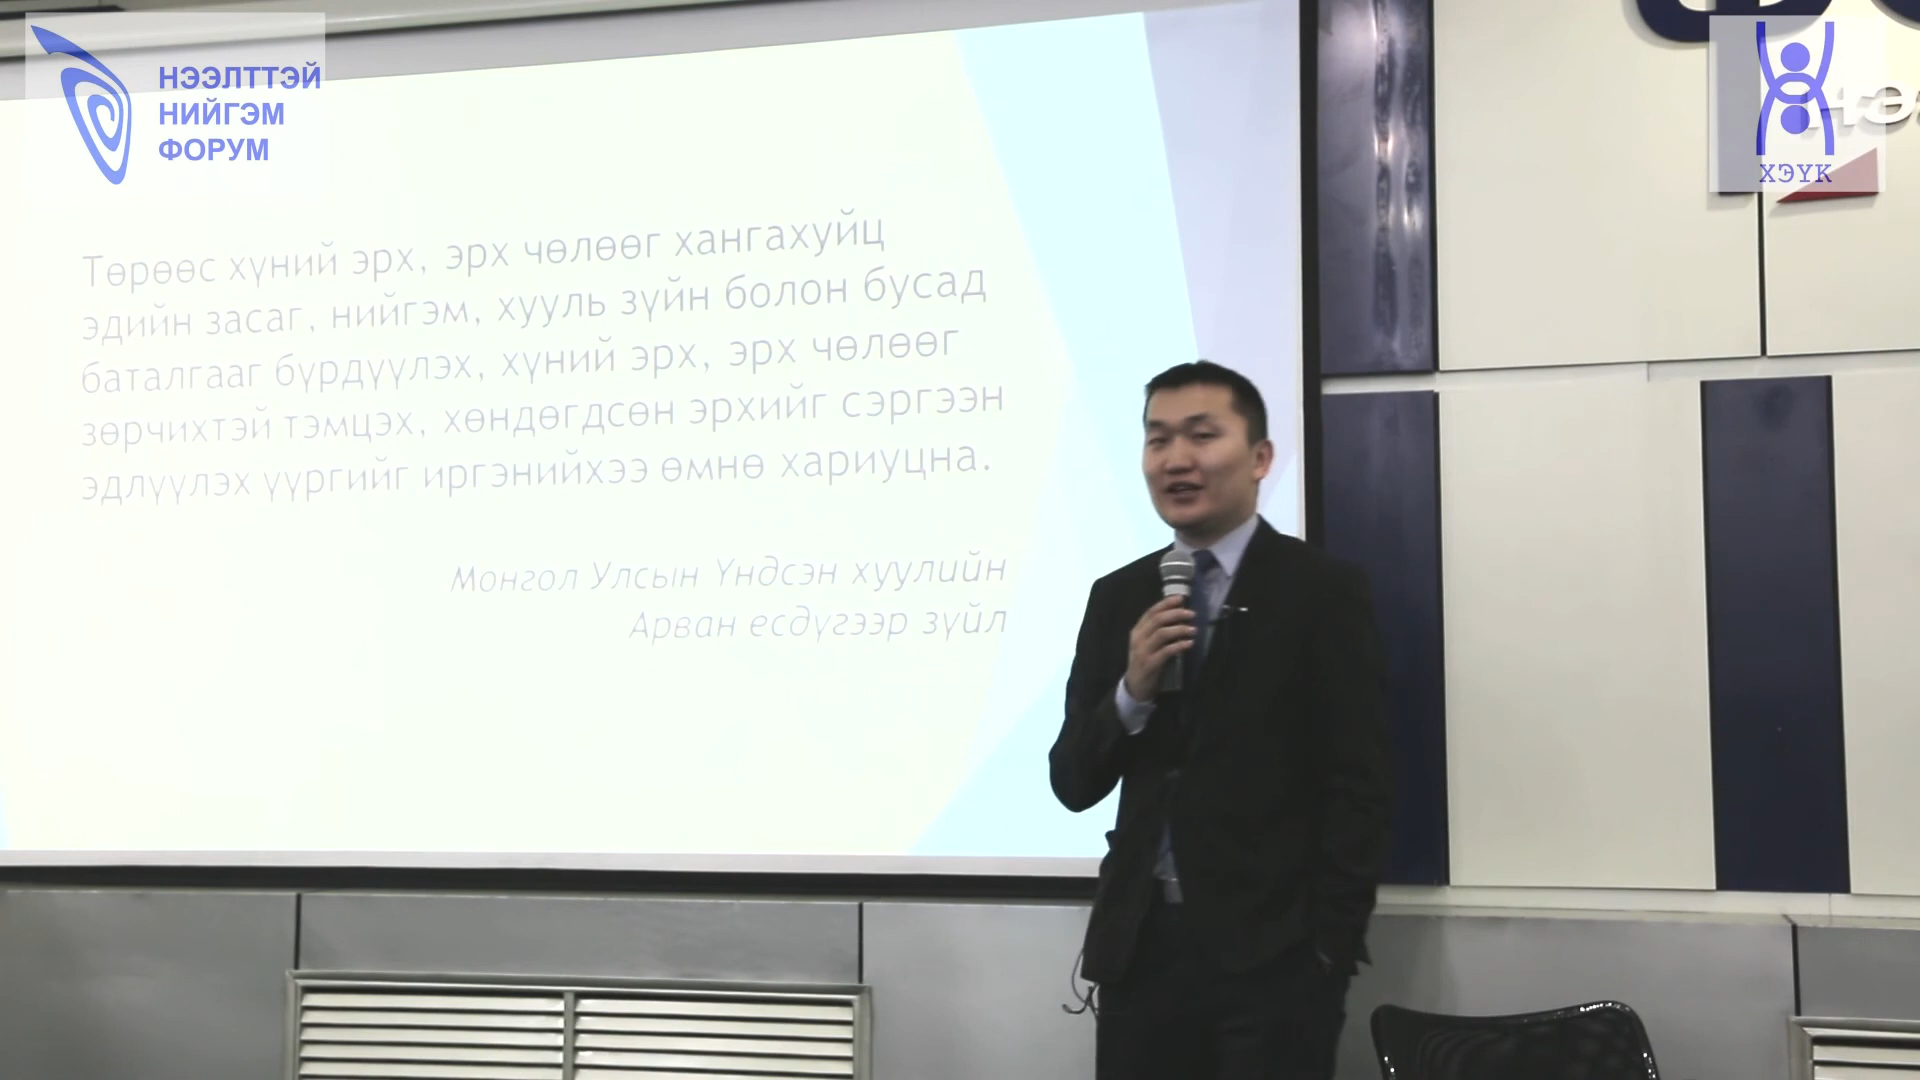 НЭЭЛТТЭЙ
НИЙГЭМ
ФОРУМ
ХЭҮК
Төрөөс хүний эрх, эрх чөлөөг хангахуйц
эдийн засаг, нийгэм, хууль зүйн болон бусад
баталгааг бүрдүүлэх, хүний эрх, эрх чөлөөг
зөрчихтэй тэмцэх, хөндөгдсөн эрхийг сэргээн
эдлүүлэх үүргийг иргэнийхээ өмнө хариуцна.
Монгол Улсын Үндсэн хуулийн
Арван есдүгээр зүйл